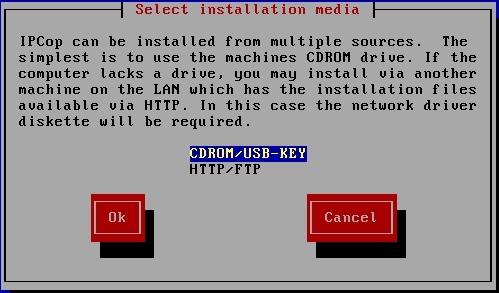 Select installation media
IPCop can be installed from multiple sources.  The
simplest is to use the machines CDROM drive. If the
computer lacks a drive, you may install via another
machine on the LAN which has the installation files
available via HTTP. In this case the network driver
diskette will be required.
CDROM/USB-KEY
HTTP/FTP
Ok
Cancel